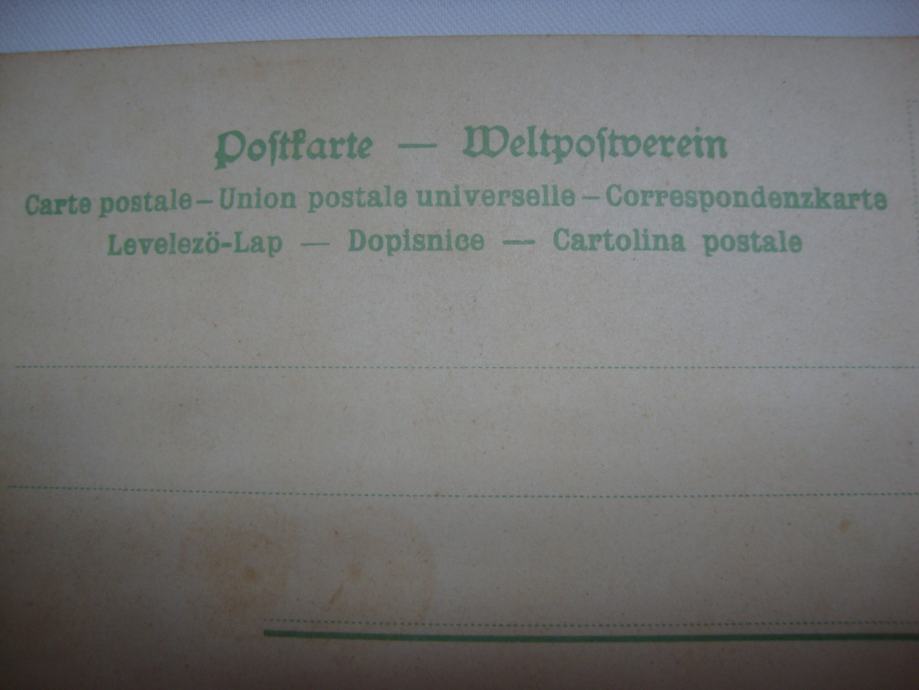 Poſtkarte — Weltpoſtverein
Carte postale – Union postale universelle – Correspondenzkarte
Levelezö-Lap — Dopisnice — Cartolina postale